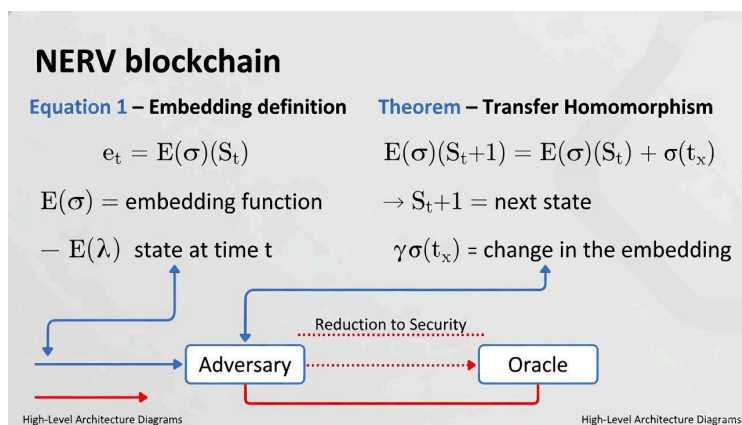 NERV blockchain
Equation 1 – Embedding definition
eₜ = E(σ)(Sₜ)
E(σ) = embedding function
− E(λ) state at time t
Theorem – Transfer Homomorphism
E(σ)(Sₜ+1) = E(σ)(Sₜ) + σ(tₓ)
→ Sₜ+1 = next state
γσ(tₓ) = change in the embedding
Reduction to Security
Adversary
Oracle
High-Level Architecture Diagrams
High-Level Architecture Diagrams